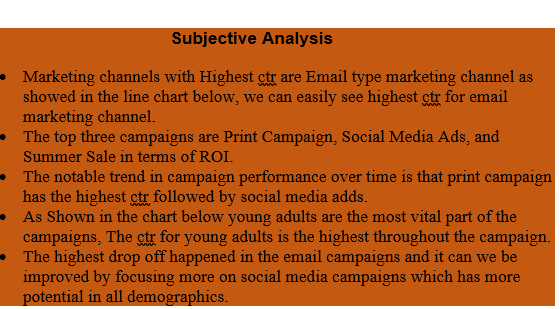 Subjective Analysis
• Marketing channels with Highest ctr are Email type marketing channel as
showed in the line chart below, we can easily see highest ctr for email
marketing channel.
• The top three campaigns are Print Campaign, Social Media Ads, and
Summer Sale in terms of ROI.
• The notable trend in campaign performance over time is that print campaign
has the highest ctr followed by social media adds.
• As Shown in the chart below young adults are the most vital part of the
campaigns, The ctr for young adults is the highest throughout the campaign.
• The highest drop off happened in the email campaigns and it can we be
improved by focusing more on social media campaigns which has more
potential in all demographics.